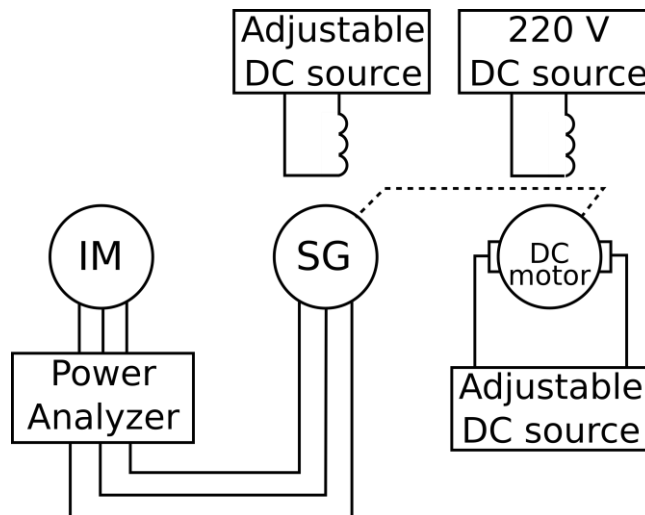 Adjustable
DC source
220 V
DC source
IM
SG
DC
motor
Power
Analyzer
Adjustable
DC source